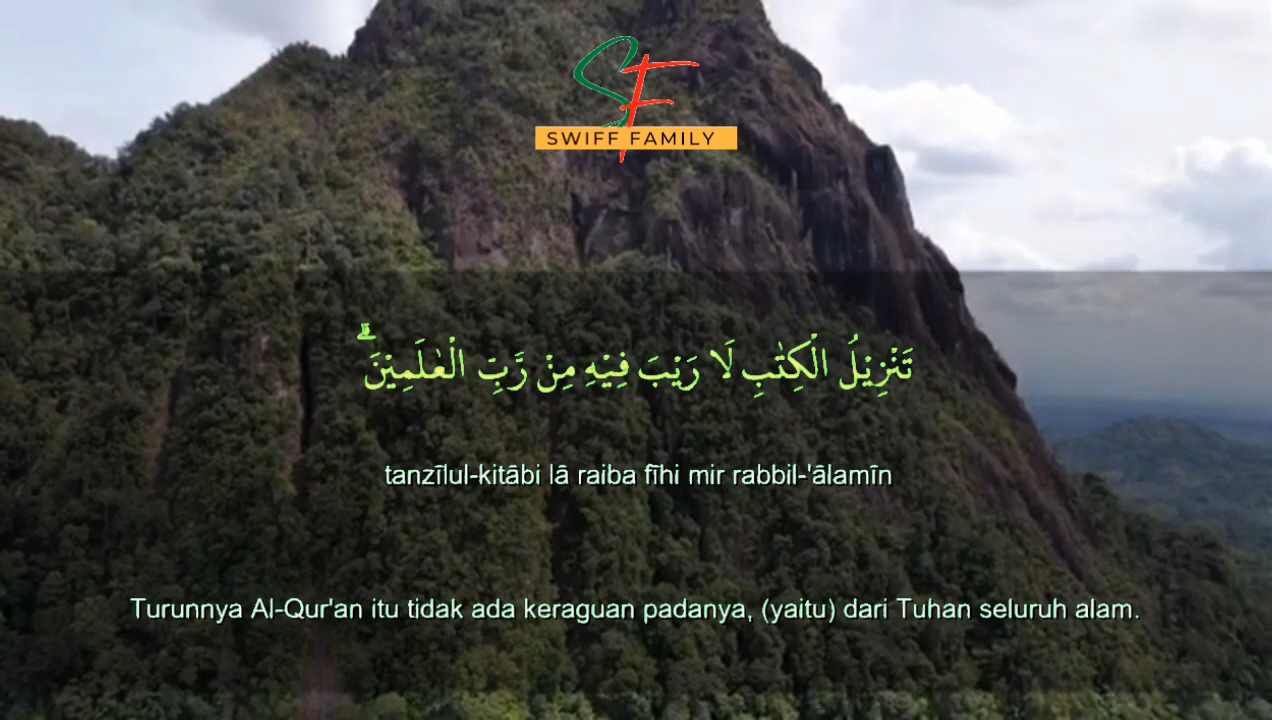 SF
SWIFF FAMILY
تَنْزِيْلُ الْكِتٰبِ لَا رَيْبَ فِيْهِ مِنْ رَّبِّ الْعٰلَمِيْنَۗ
tanzīlul-kitābi lā raiba fīhi mir rabbil-'ālamīn
Turunnya Al-Qur'an itu tidak ada keraguan padanya, (yaitu) dari Tuhan seluruh alam.